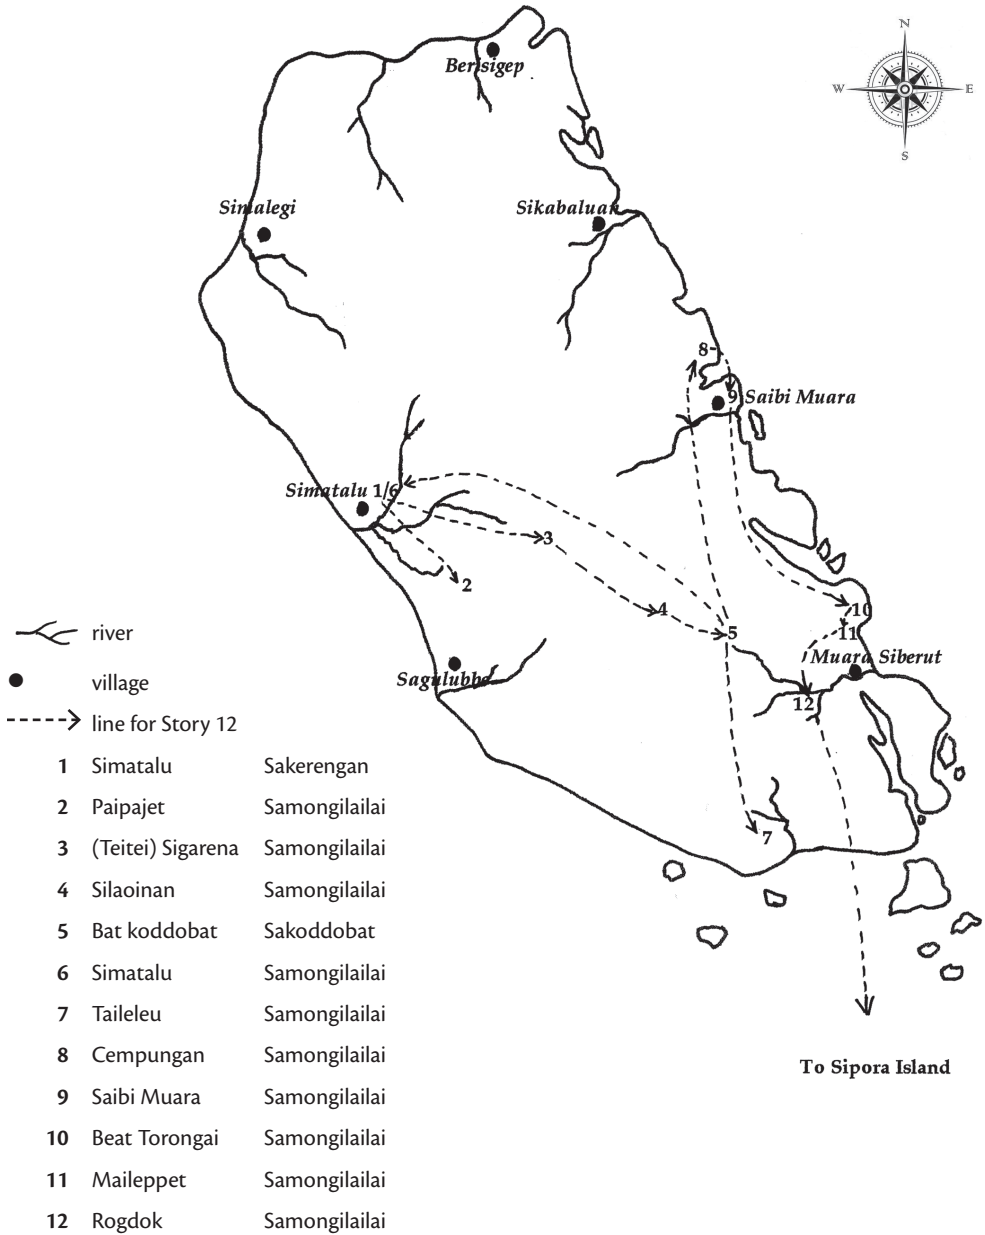 N
W E
S
Berisigep
Simalegi
Sikabaluan
8
9 Saibi Muara
Simatalu 1/6
3
2
4
10
5
11
Muara Siberut
Sagulubbe
12
7
To Sipora Island
river
village
line for Story 12
1 Simatalu Sakerengan
2 Paipajet Samongilailai
3 (Teitei) Sigarena Samongilailai
4 Silaoinan Samongilailai
5 Bat koddobat Sakoddobat
6 Simatalu Samongilailai
7 Taileleu Samongilailai
8 Cempungan Samongilailai
9 Saibi Muara Samongilailai
10 Beat Torongai Samongilailai
11 Maileppet Samongilailai
12 Rogdok Samongilailai